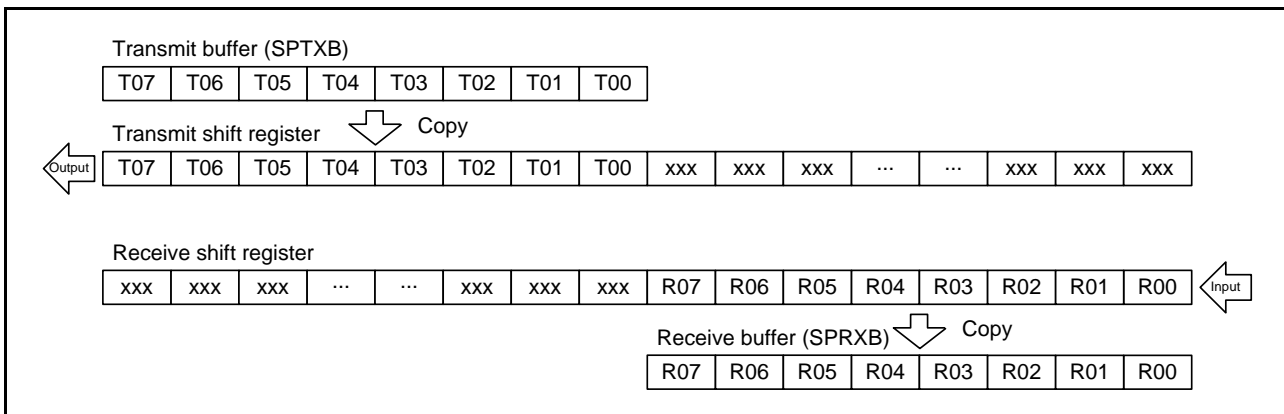 Transmit buffer (SPTXB)
T07 T06 T05 T04 T03 T02 T01 T00
Copy
Transmit shift register
Output T07 T06 T05 T04 T03 T02 T01 T00 xxx xxx xxx ... ... xxx xxx xxx
Receive shift register
xxx xxx xxx ... ... xxx xxx xxx R07 R06 R05 R04 R03 R02 R01 R00 Input
Copy
Receive buffer (SPRXB)
R07 R06 R05 R04 R03 R02 R01 R00